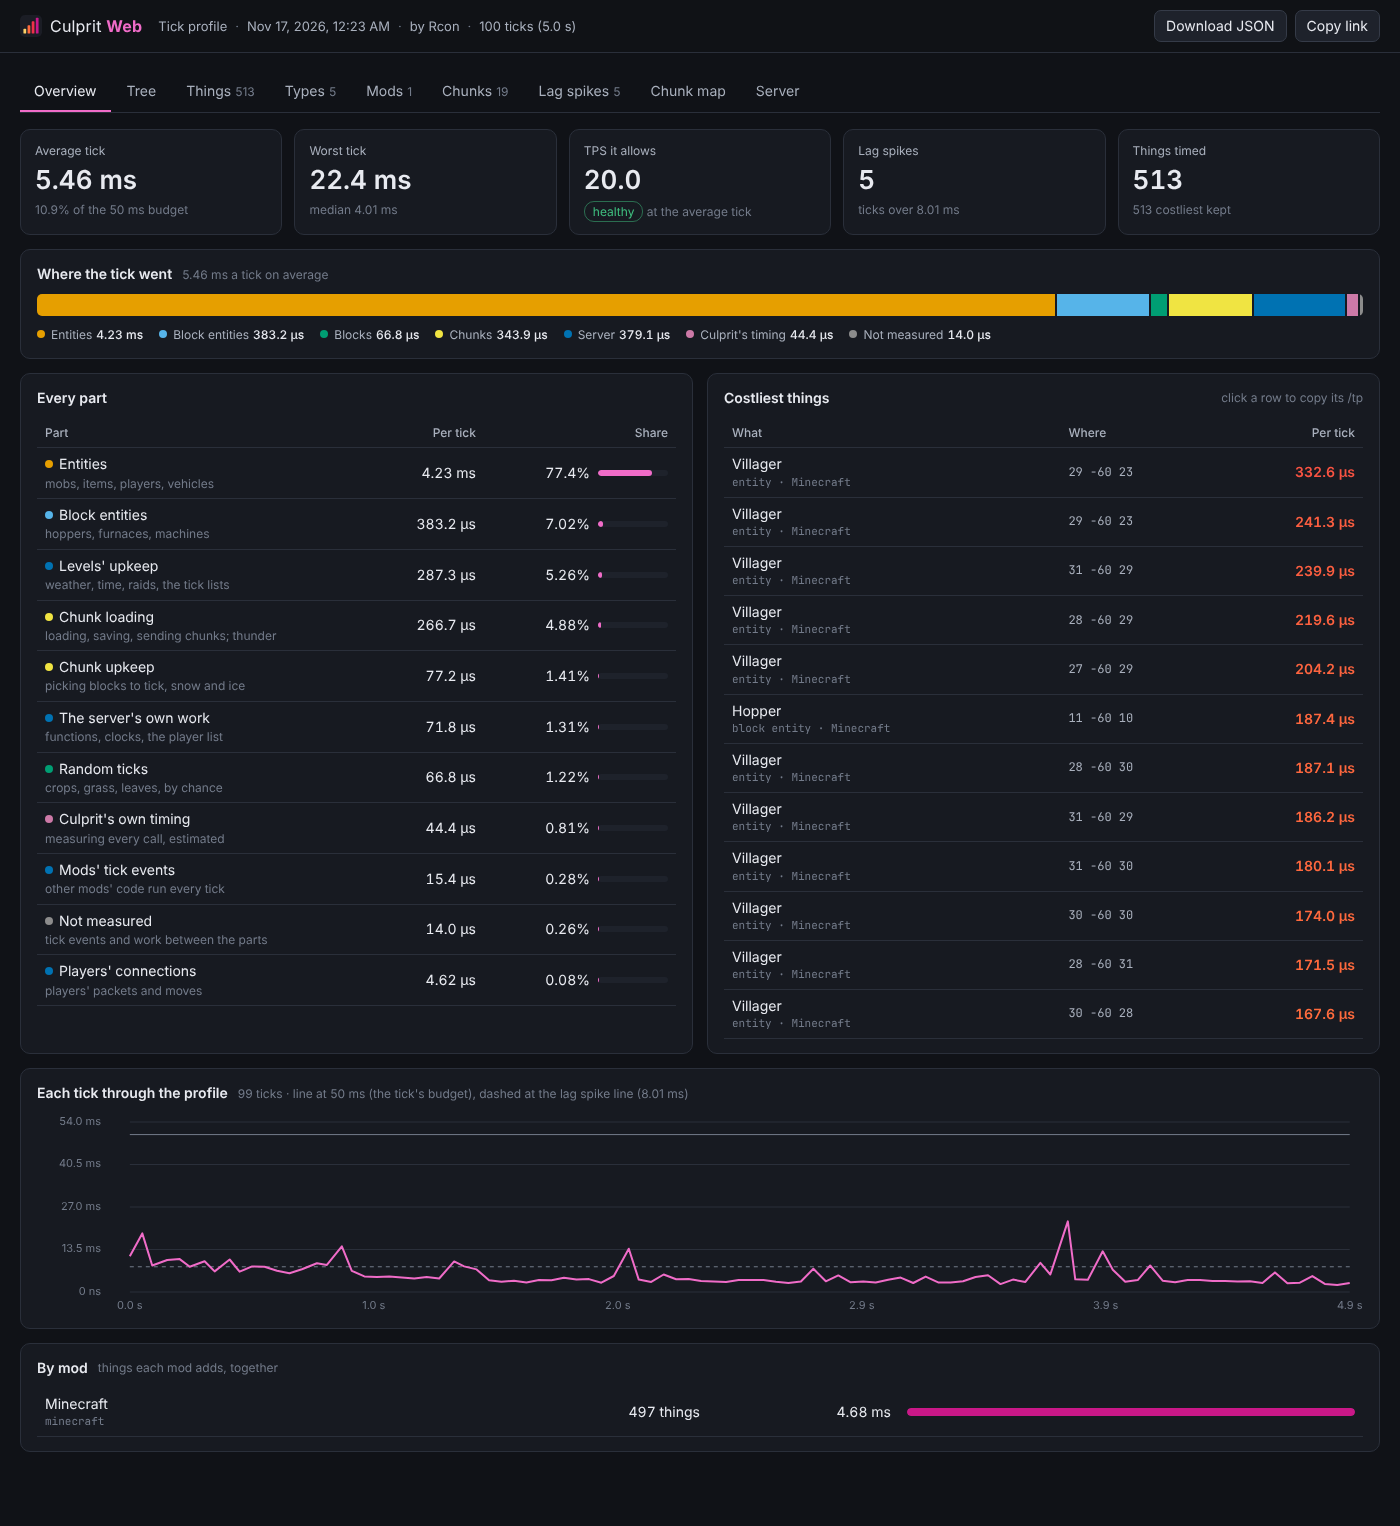 Culprit Web Tick profile · Nov 17, 2026, 12:23 AM · by Rcon · 100 ticks (5.0 s) Download JSON Copy link
Overview Tree Things 513 Types 5 Mods 1 Chunks 19 Lag spikes 5 Chunk map Server
Average tick
5.46 ms
10.9% of the 50 ms budget
Worst tick
22.4 ms
median 4.01 ms
TPS it allows
20.0
healthy at the average tick
Lag spikes
5
ticks over 8.01 ms
Things timed
513
513 costliest kept
Where the tick went 5.46 ms a tick on average
Entities 4.23 ms Block entities 383.2 µs Blocks 66.8 µs Chunks 343.9 µs Server 379.1 µs Culprit's timing 44.4 µs Not measured 14.0 µs
Every part
Part Per tick Share
Entities 4.23 ms 77.4%
mobs, items, players, vehicles
Block entities 383.2 µs 7.02%
hoppers, furnaces, machines
Levels' upkeep 287.3 µs 5.26%
weather, time, raids, the tick lists
Chunk loading 266.7 µs 4.88%
loading, saving, sending chunks; thunder
Chunk upkeep 77.2 µs 1.41%
picking blocks to tick, snow and ice
The server's own work 71.8 µs 1.31%
functions, clocks, the player list
Random ticks 66.8 µs 1.22%
crops, grass, leaves, by chance
Culprit's own timing 44.4 µs 0.81%
measuring every call, estimated
Mods' tick events 15.4 µs 0.28%
other mods' code run every tick
Not measured 14.0 µs 0.26%
tick events and work between the parts
Players' connections 4.62 µs 0.08%
players' packets and moves
Costliest things click a row to copy its /tp
What Where Per tick
Villager 29 -60 23 332.6 µs
entity · Minecraft
Villager 29 -60 23 241.3 µs
entity · Minecraft
Villager 31 -60 29 239.9 µs
entity · Minecraft
Villager 28 -60 29 219.6 µs
entity · Minecraft
Villager 27 -60 29 204.2 µs
entity · Minecraft
Hopper 11 -60 10 187.4 µs
block entity · Minecraft
Villager 28 -60 30 187.1 µs
entity · Minecraft
Villager 31 -60 29 186.2 µs
entity · Minecraft
Villager 31 -60 30 180.1 µs
entity · Minecraft
Villager 30 -60 30 174.0 µs
entity · Minecraft
Villager 28 -60 31 171.5 µs
entity · Minecraft
Villager 30 -60 28 167.6 µs
entity · Minecraft
Each tick through the profile 99 ticks · line at 50 ms (the tick's budget), dashed at the lag spike line (8.01 ms)
54.0 ms
40.5 ms
27.0 ms
13.5 ms
0 ns
0.0 s 1.0 s 2.0 s 2.9 s 3.9 s 4.9 s
By mod things each mod adds, together
Minecraft 497 things 4.68 ms
minecraft